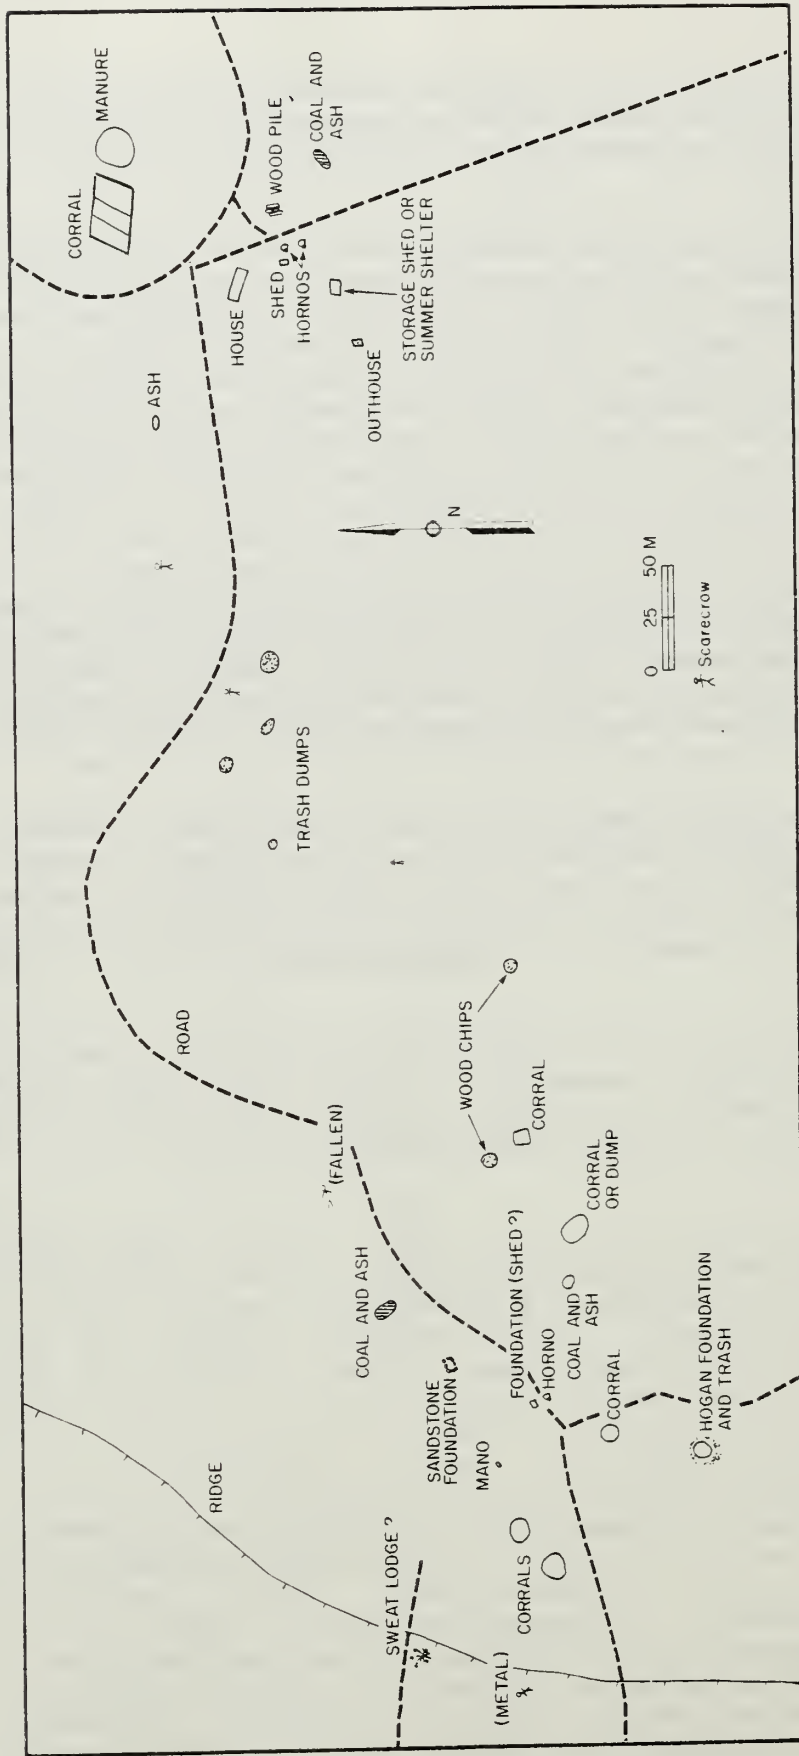 CORRAL
MANURE
WOOD PILE
COAL AND
ASH
HOUSE
SHED
HORNOS
STORAGE SHED OR
SUMMER SHELTER
OUTHOUSE
ASH
N
0 25 50 M
Scarecrow
TRASH DUMPS
ROAD
WOOD CHIPS
CORRAL
(FALLEN)
CORRAL
OR DUMP
COAL AND ASH
FOUNDATION (SHED?)
HORNO
COAL AND
ASH
SANDSTONE
FOUNDATION
MANO
CORRAL
HOGAN FOUNDATION
AND TRASH
RIDGE
SWEAT LODGE?
CORRALS
(METAL)